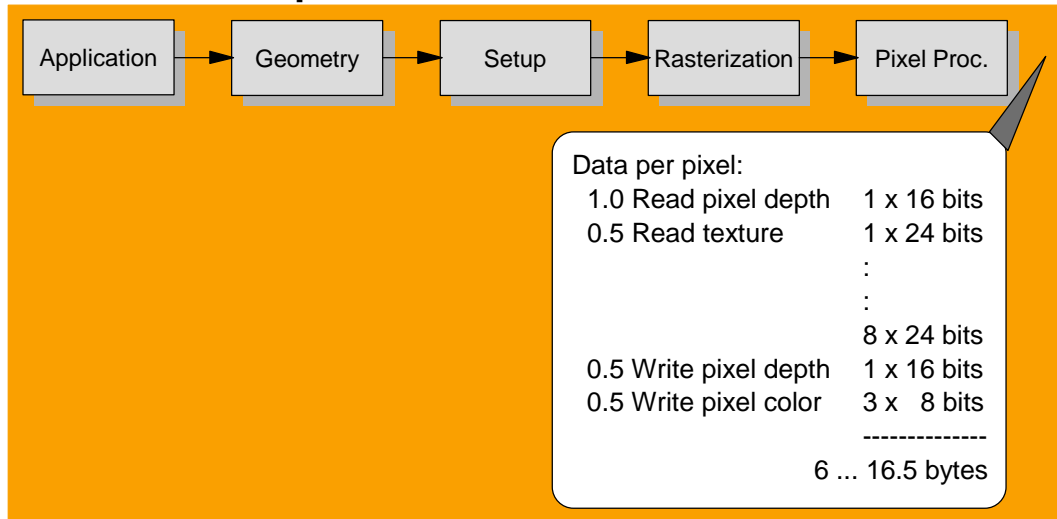 Application Geometry Setup Rasterization Pixel Proc.
Data per pixel:
1.0 Read pixel depth 1 x 16 bits
0.5 Read texture 1 x 24 bits
:
:
8 x 24 bits
0.5 Write pixel depth 1 x 16 bits
0.5 Write pixel color 3 x 8 bits
--------------
6 ... 16.5 bytes